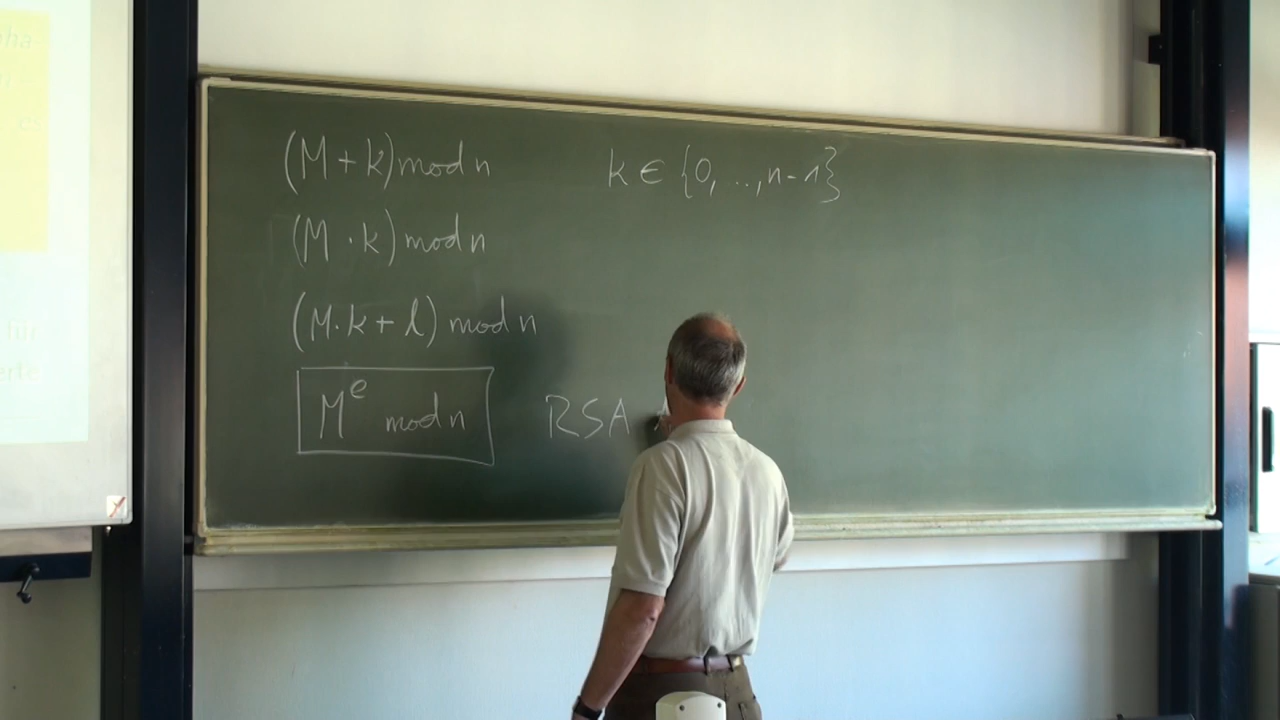 (M + k) mod n k ∈ {0, .., n-1}
(M · k) mod n
(M · k + l) mod n
M^e mod n RSA